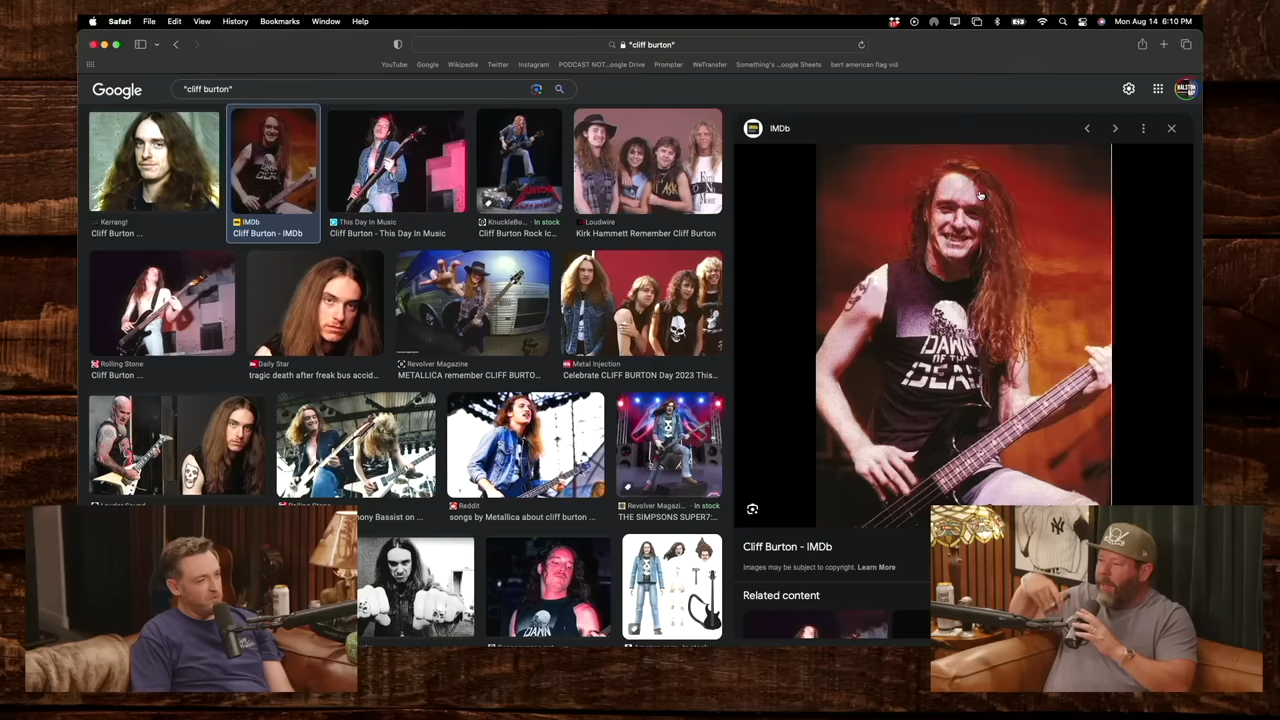 Safari File Edit View History Bookmarks Window Help
Mon Aug 14 6:10 PM
"cliff burton"
YouTube Google Wikipedia Twitter Instagram PODCAST NOT...oogle Drive Prompter WeTransfer Something's ...oogle Sheets bert american flag vid
Google
"cliff burton"
IMDb
Kerrang!
Cliff Burton ...
IMDb
Cliff Burton - IMDb
This Day In Music
Cliff Burton - This Day In Music
KnuckleBo... · In stock
Cliff Burton Rock Ic...
Loudwire
Kirk Hammett Remember Cliff Burton
DAWN
OF THE
DEAD
Rolling Stone
Cliff Burton ...
Daily Star
tragic death after freak bus accid...
Revolver Magazine
METALLICA remember CLIFF BURTO...
Metal Injection
Celebrate CLIFF BURTON Day 2023 This...
Reddit
songs by Metallica about cliff burton ...
Revolver Magaz... · In stock
THE SIMPSONS SUPER7:...
ony Bassist on ...
Cliff Burton - IMDb
Images may be subject to copyright. Learn More
Related content